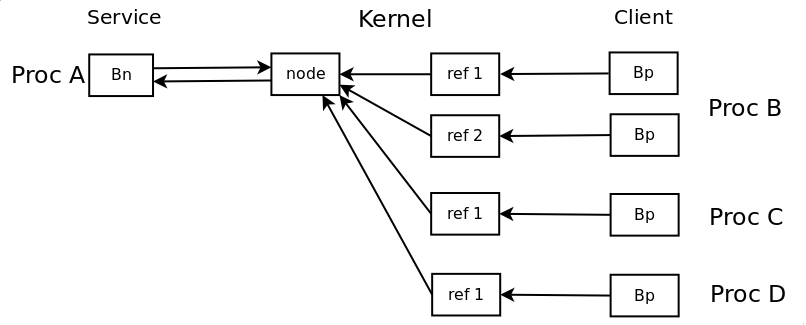 Service
Kernel
Client
Proc A
Bn
node
ref 1
Bp
Proc B
ref 2
Bp
ref 1
Bp
Proc C
ref 1
Bp
Proc D